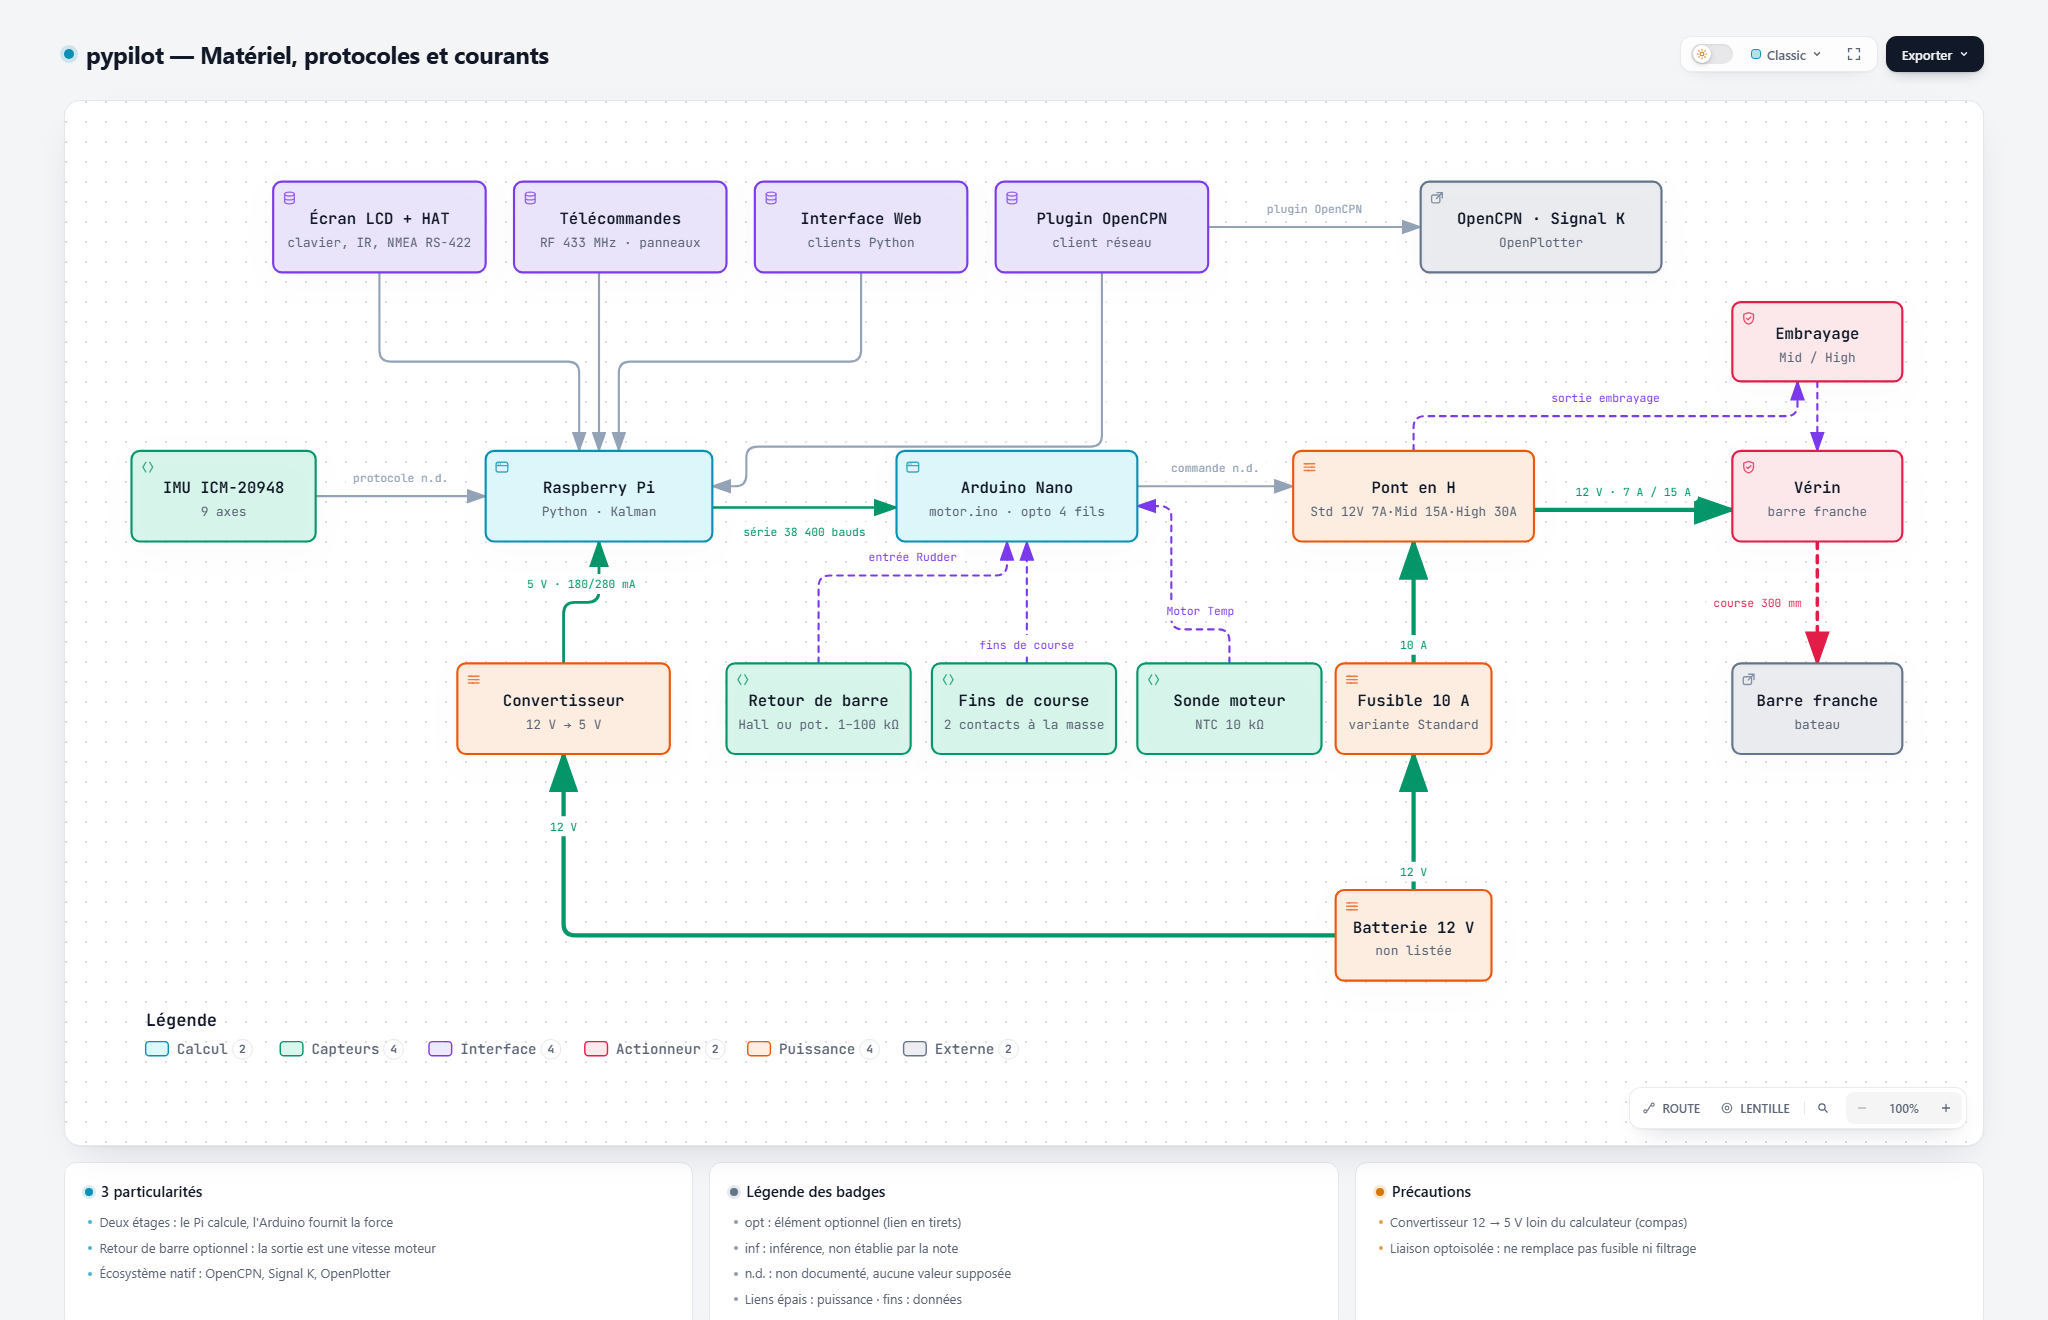 pypilot — Matériel, protocoles et courants
Classic
Exporter
Écran LCD + HAT
clavier, IR, NMEA RS-422
Télécommandes
RF 433 MHz · panneaux
Interface Web
clients Python
Plugin OpenCPN
client réseau
plugin OpenCPN
OpenCPN · Signal K
OpenPlotter
Embrayage
Mid / High
sortie embrayage
IMU ICM-20948
9 axes
protocole n.d.
Raspberry Pi
Python · Kalman
série 38 400 bauds
Arduino Nano
motor.ino · opto 4 fils
commande n.d.
Pont en H
Std 12V 7A·Mid 15A·High 30A
12 V · 7 A / 15 A
Vérin
barre franche
entrée Rudder
5 V · 180/280 mA
Motor Temp
course 300 mm
fins de course
10 A
Convertisseur
12 V → 5 V
Retour de barre
Hall ou pot. 1–100 kΩ
Fins de course
2 contacts à la masse
Sonde moteur
NTC 10 kΩ
Fusible 10 A
variante Standard
Barre franche
bateau
12 V
12 V
Batterie 12 V
non listée
Légende
Calcul 2
Capteurs 4
Interface 4
Actionneur 2
Puissance 4
Externe 2
ROUTE
LENTILLE
− 100% +
3 particularités
• Deux étages : le Pi calcule, l'Arduino fournit la force
• Retour de barre optionnel : la sortie est une vitesse moteur
• Écosystème natif : OpenCPN, Signal K, OpenPlotter
Légende des badges
• opt : élément optionnel (lien en tirets)
• inf : inférence, non établie par la note
• n.d. : non documenté, aucune valeur supposée
• Liens épais : puissance · fins : données
Précautions
• Convertisseur 12 → 5 V loin du calculateur (compas)
• Liaison optoisolée : ne remplace pas fusible ni filtrage